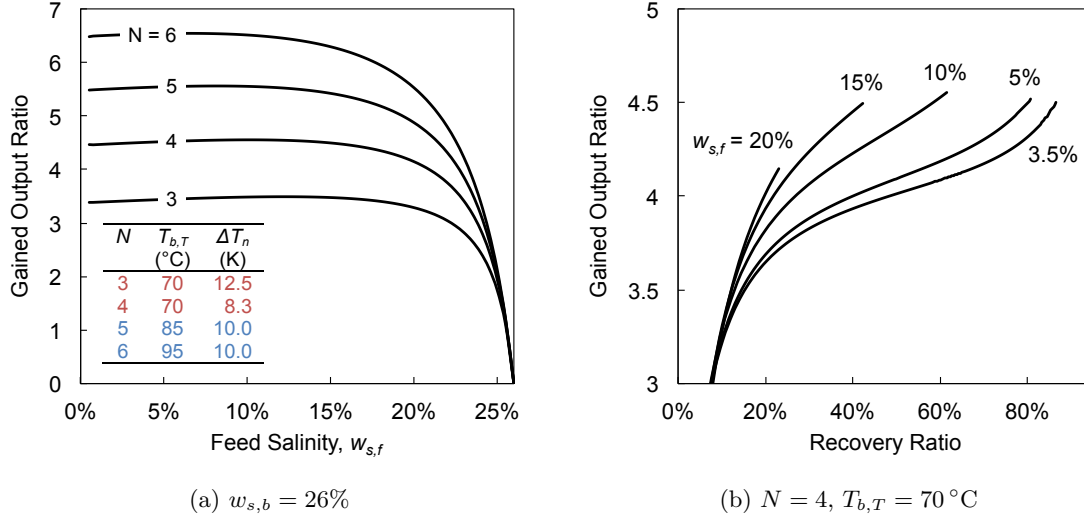 7
6
5
4
3
2
1
0
Gained Output Ratio
N = 6
5
4
3
N T_{b,T} ΔT_n
(°C) (K)
3 70 12.5
4 70 8.3
5 85 10.0
6 95 10.0
0% 5% 10% 15% 20% 25%
Feed Salinity, w_{s,f}
(a) w_{s,b} = 26%
5
4.5
4
3.5
3
Gained Output Ratio
15% 10% 5%
w_{s,f} = 20%
3.5%
0% 20% 40% 60% 80%
Recovery Ratio
(b) N = 4, T_{b,T} = 70 °C